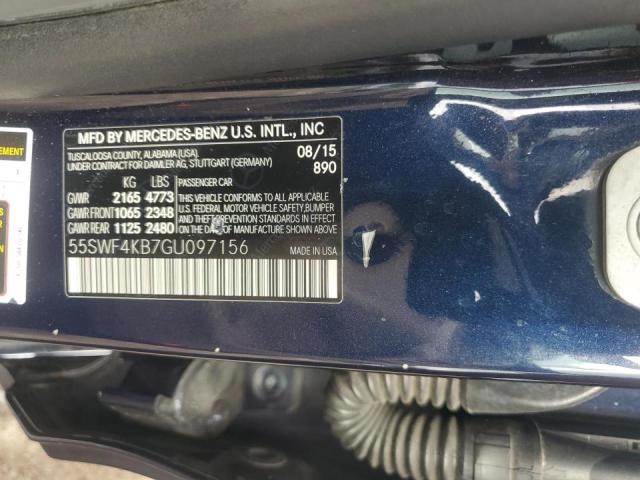 MFD BY MERCEDES-BENZ U.S. INTL., INC
TUSCALOOSA COUNTY, ALABAMA (USA) 08/15
UNDER CONTRACT FOR DAIMLER AG, STUTTGART (GERMANY) 890
KG LBS PASSENGER CAR
GVWR 2165 4773 THIS VEHICLE CONFORMS TO ALL APPLICABLE
GAWR FRONT 1065 2348 U.S. FEDERAL MOTOR VEHICLE SAFETY,BUMPER
GAWR REAR 1125 2480 AND THEFT PREVENTION STANDARDS IN EFFECT
ON THE DATE OF MANUFACTURE SHOWN ABOVE.
55SWF4KB7GU097156 MADE IN USA